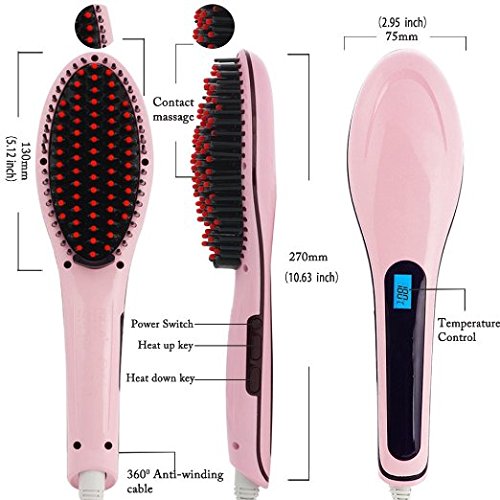 (2.95 inch)
75mm
Contact
massage
130mm
(5.12 inch)
270mm
(10.63 inch)
Power Switch
Heat up key
Heat down key
Temperature
Control
360º Anti-winding
cable